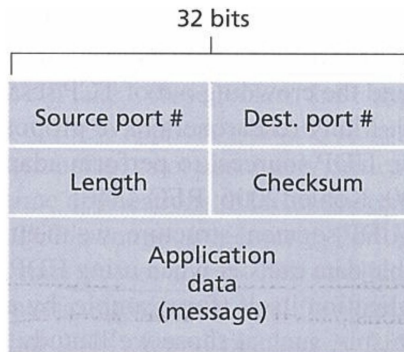 32 bits
Source port #
Dest. port #
Length
Checksum
Application
data
(message)